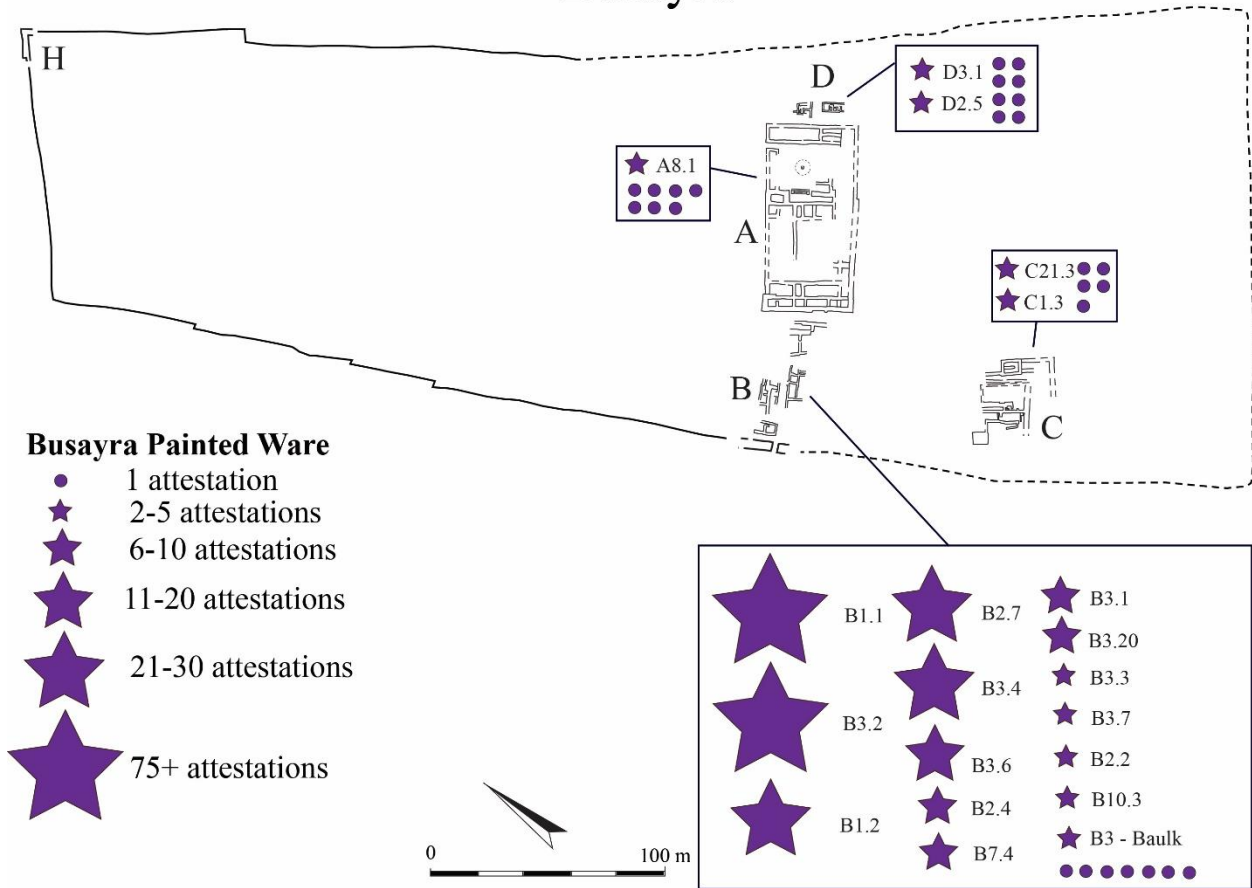 H
D
D3.1
D2.5
A8.1
A
C21.3
C1.3
B
C
Busayra Painted Ware
1 attestation
2-5 attestations
6-10 attestations
11-20 attestations
21-30 attestations
75+ attestations
B1.1
B3.2
B1.2
B2.7
B3.4
B3.6
B2.4
B7.4
B3.1
B3.20
B3.3
B3.7
B2.2
B10.3
B3 - Baulk
0
100 m